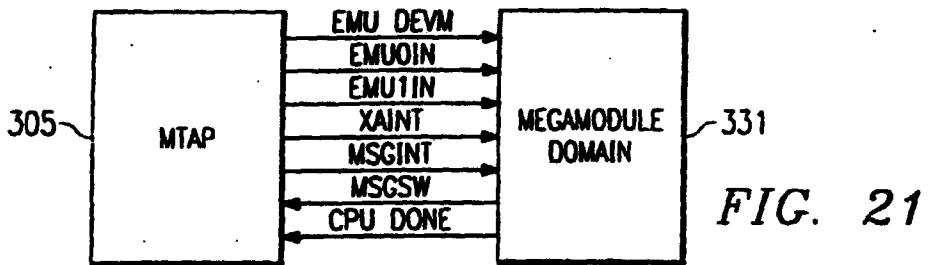 EMU DEVM
EMU0IN
EMU1IN
XAINT
MSGINT
MSGSW
CPU DONE
305
MTAP
MEGAMODULE
DOMAIN
331
FIG. 21